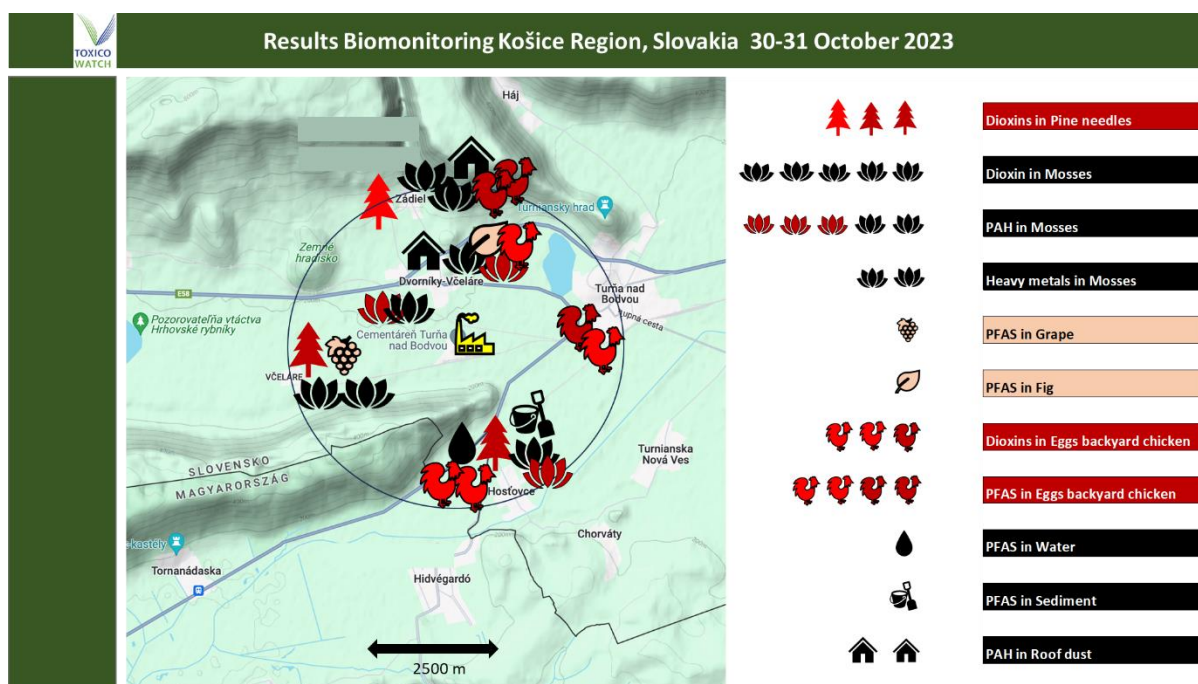 TOXICO
WATCH
Results Biomonitoring Košice Region, Slovakia 30-31 October 2023
Háj
Zádiel
Turniansky hrad
Zemné
hradisko
Dvorníky-Včeláre
E58
Turňa nad
Bodvou
Pozorovateľňa vtáctva
Hrhovské rybníky
Cementáreň Turňa
nad Bodvou
VČELÁRE
Turnianska
Nová Ves
SLOVENSKO
MAGYARORSZÁG
Hosťovce
-kastély
Tornanádaska
Chorváty
Hidvégardó
2500 m
Dioxins in Pine needles
Dioxin in Mosses
PAH in Mosses
Heavy metals in Mosses
PFAS in Grape
PFAS in Fig
Dioxins in Eggs backyard chicken
PFAS in Eggs backyard chicken
PFAS in Water
PFAS in Sediment
PAH in Roof dust